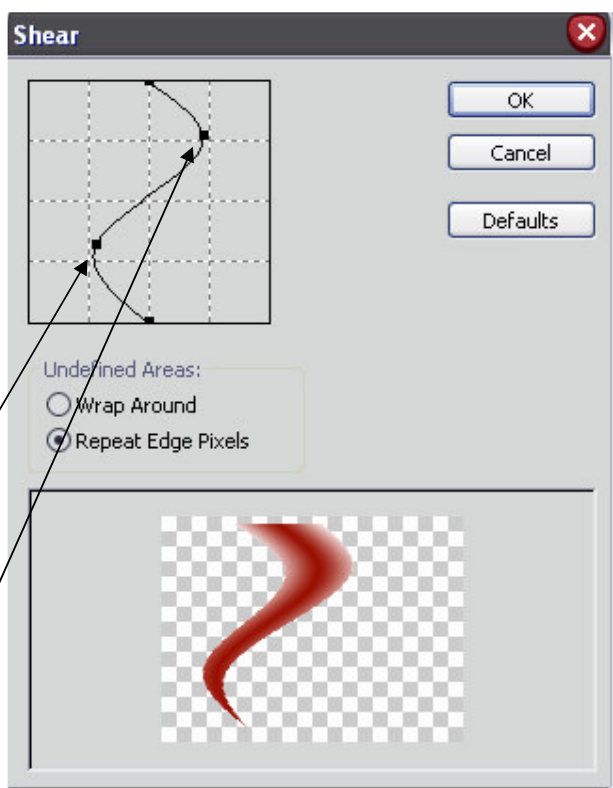 Shear
OK
Cancel
Defaults
Undefined Areas:
Wrap Around
Repeat Edge Pixels